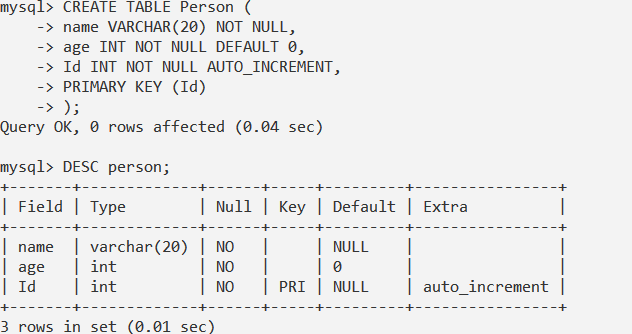 mysql> CREATE TABLE Person (
    -> name VARCHAR(20) NOT NULL,
    -> age INT NOT NULL DEFAULT 0,
    -> Id INT NOT NULL AUTO_INCREMENT,
    -> PRIMARY KEY (Id)
    -> );
Query OK, 0 rows affected (0.04 sec)

mysql> DESC person;
+-------+-------------+------+-----+---------+----------------+
| Field | Type        | Null | Key | Default | Extra          |
+-------+-------------+------+-----+---------+----------------+
| name  | varchar(20) | NO   |     | NULL    |                |
| age   | int         | NO   |     | 0       |                |
| Id    | int         | NO   | PRI | NULL    | auto_increment |
+-------+-------------+------+-----+---------+----------------+
3 rows in set (0.01 sec)